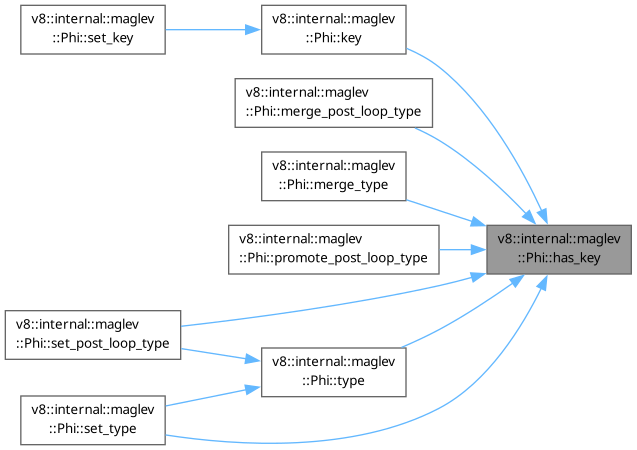 v8::internal::maglev
::Phi::set_key
v8::internal::maglev
::Phi::key
v8::internal::maglev
::Phi::merge_post_loop_type
v8::internal::maglev
::Phi::merge_type
v8::internal::maglev
::Phi::promote_post_loop_type
v8::internal::maglev
::Phi::has_key
v8::internal::maglev
::Phi::set_post_loop_type
v8::internal::maglev
::Phi::type
v8::internal::maglev
::Phi::set_type